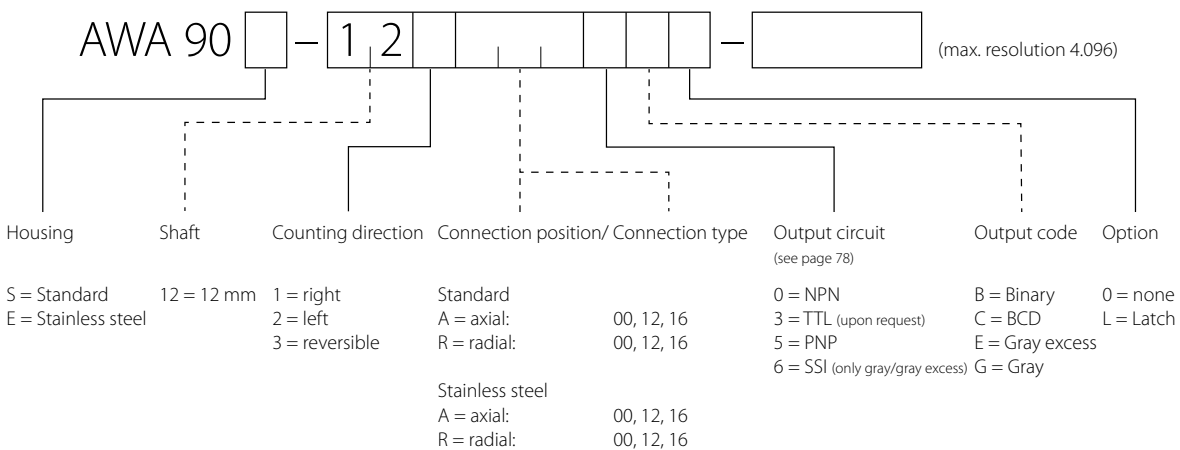 AWA 90 – 1 2 – (max. resolution 4.096)
Housing Shaft Counting direction Connection position/ Connection type Output circuit Output code Option
(see page 78)
S = Standard 12 = 12 mm 1 = right Standard 0 = NPN B = Binary 0 = none
E = Stainless steel 2 = left A = axial: 00, 12, 16 3 = TTL (upon request) C = BCD L = Latch
3 = reversible R = radial: 00, 12, 16 5 = PNP E = Gray excess
6 = SSI (only gray/gray excess) G = Gray
Stainless steel
A = axial: 00, 12, 16
R = radial: 00, 12, 16